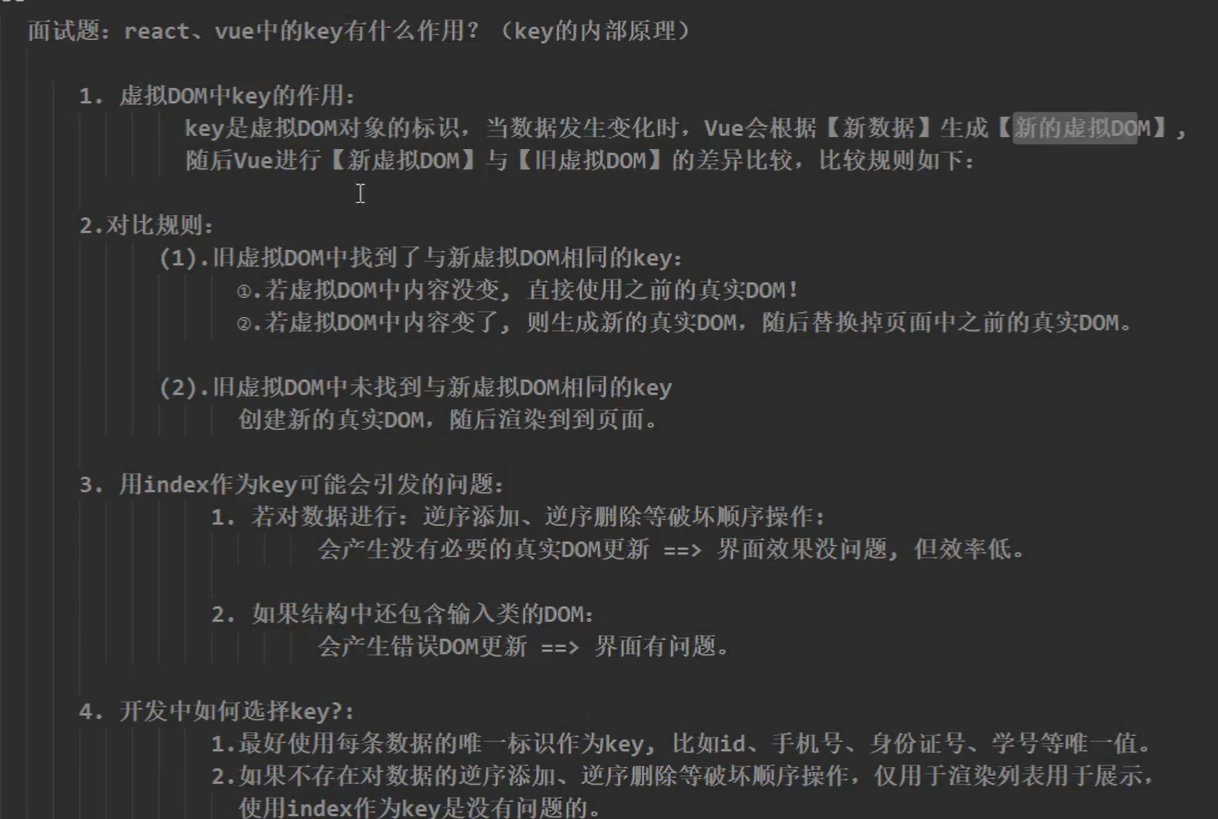 面试题：react、vue中的key有什么作用？（key的内部原理）
1. 虚拟DOM中key的作用：
key是虚拟DOM对象的标识，当数据发生变化时，Vue会根据【新数据】生成【新的虚拟DOM】,
随后Vue进行【新虚拟DOM】与【旧虚拟DOM】的差异比较，比较规则如下：
2.对比规则：
(1).旧虚拟DOM中找到了与新虚拟DOM相同的key：
①.若虚拟DOM中内容没变, 直接使用之前的真实DOM！
②.若虚拟DOM中内容变了, 则生成新的真实DOM，随后替换掉页面中之前的真实DOM。
(2).旧虚拟DOM中未找到与新虚拟DOM相同的key
创建新的真实DOM，随后渲染到到页面。
3. 用index作为key可能会引发的问题：
1. 若对数据进行：逆序添加、逆序删除等破坏顺序操作:
会产生没有必要的真实DOM更新 ==> 界面效果没问题, 但效率低。
2. 如果结构中还包含输入类的DOM：
会产生错误DOM更新 ==> 界面有问题。
4. 开发中如何选择key?:
1.最好使用每条数据的唯一标识作为key, 比如id、手机号、身份证号、学号等唯一值。
2.如果不存在对数据的逆序添加、逆序删除等破坏顺序操作，仅用于渲染列表用于展示，
使用index作为key是没有问题的。